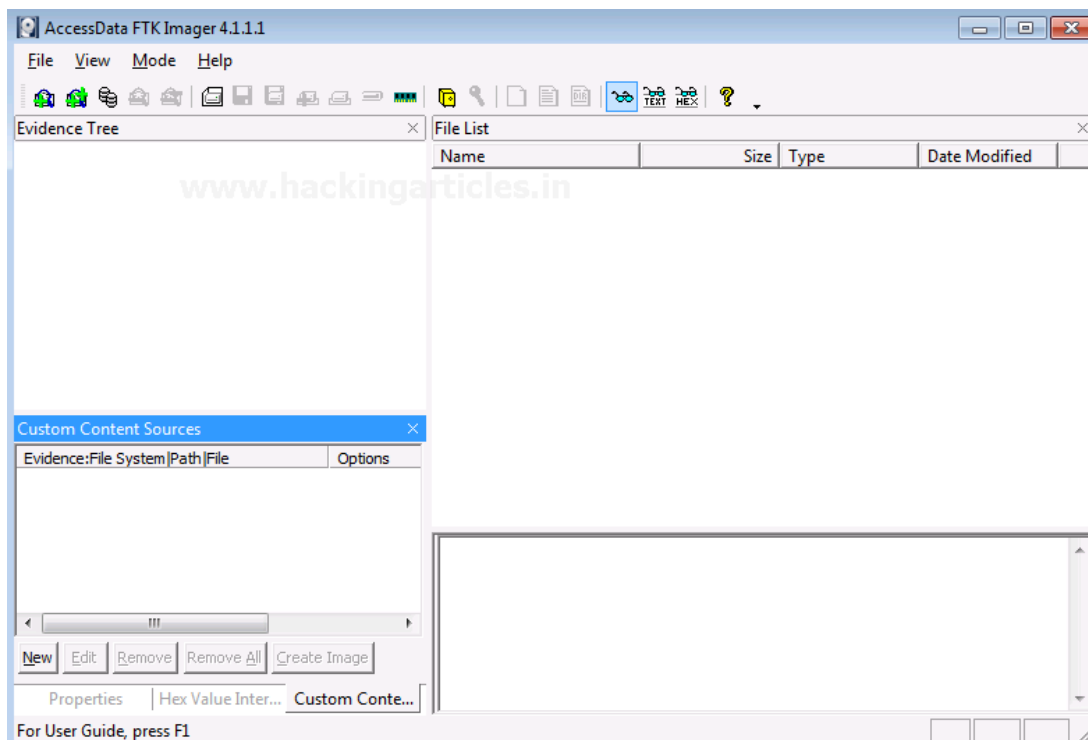 AccessData FTK Imager 4.1.1.1
File View Mode Help
TEXT HEX
Evidence Tree
File List
Name Size Type Date Modified
www.hackingarticles.in
Custom Content Sources
Evidence:File System|Path|File Options
New Edit Remove Remove All Create Image
Properties Hex Value Inter... Custom Conte...
For User Guide, press F1